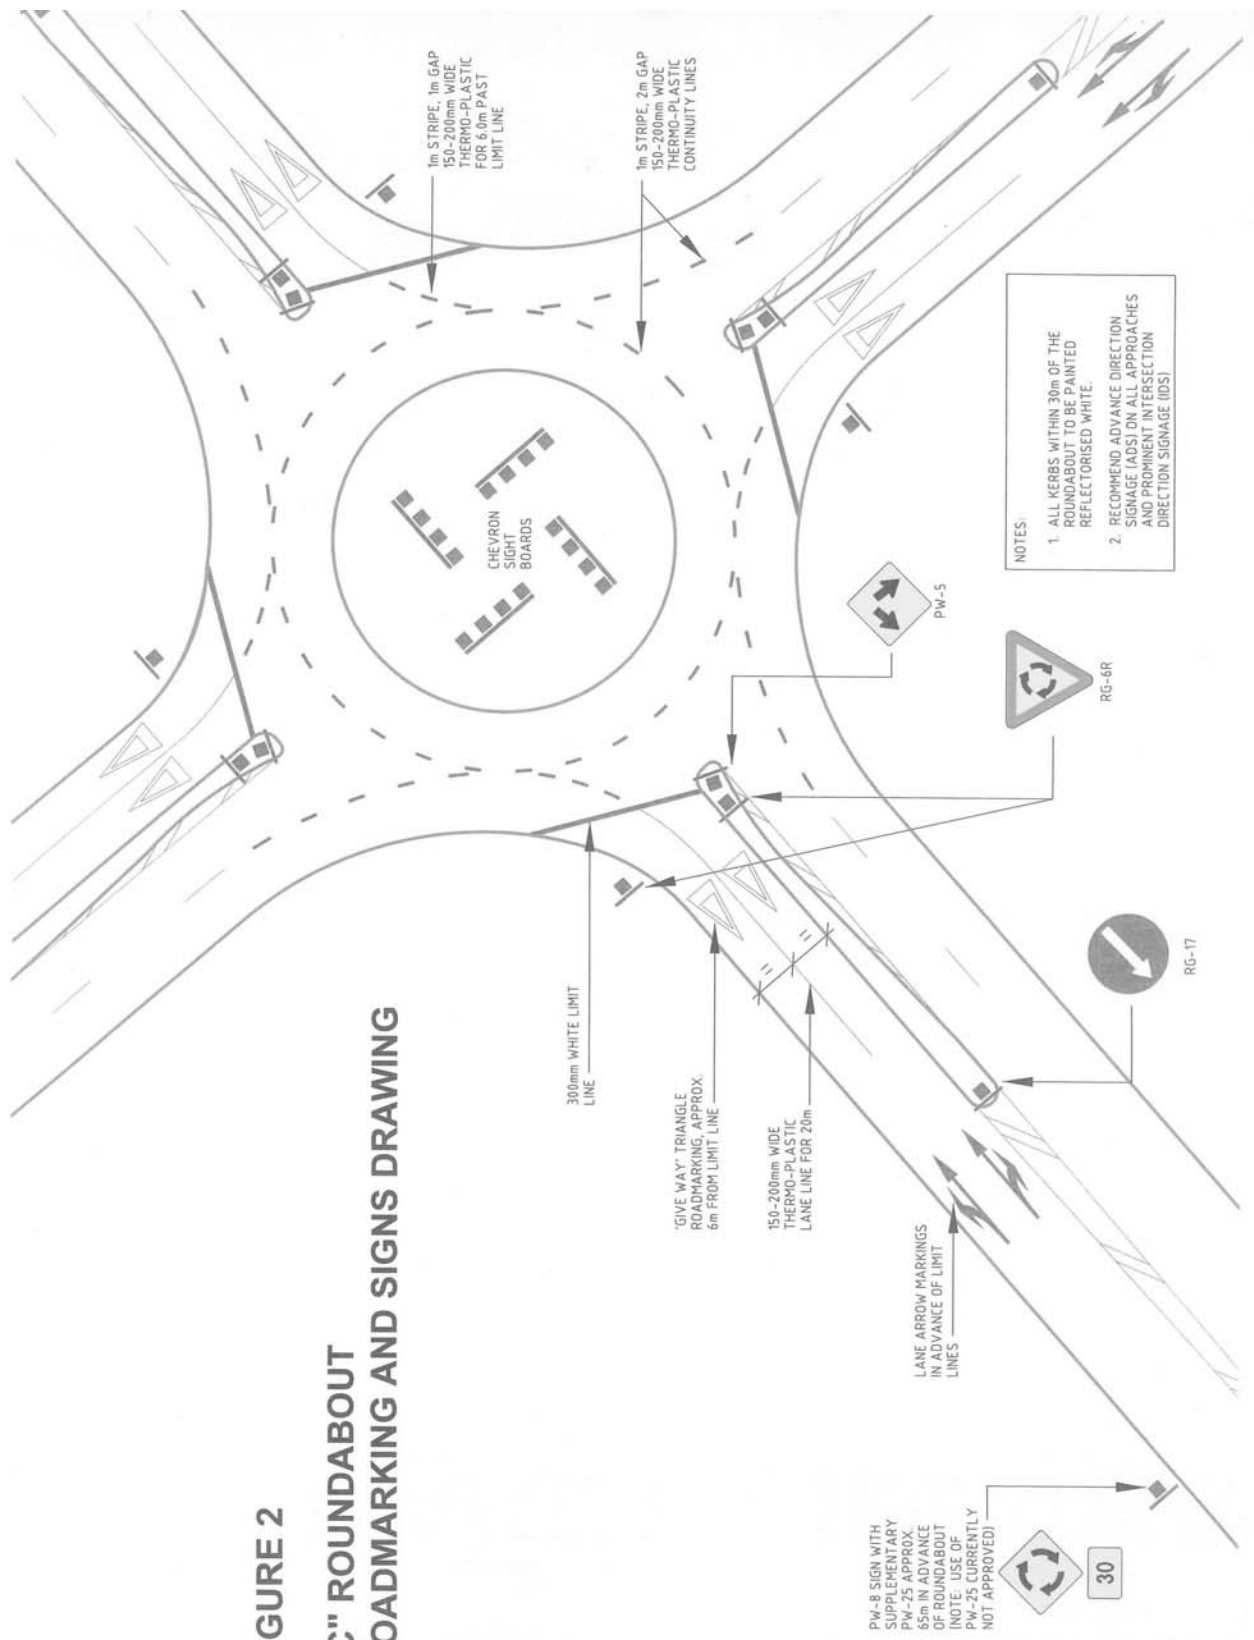 GURE 2
C" ROUNDABOUT
OADMARKING AND SIGNS DRAWING
1m STRIPE, 1m GAP
150-200mm WIDE
THERMO-PLASTIC
FOR 6.0m PAST
LIMIT LINE
1m STRIPE, 2m GAP
150-200mm WIDE
THERMO-PLASTIC
CONTINUITY LINES
CHEVRON
SIGHT
BOARDS
300mm WHITE LIMIT
LINE
'GIVE WAY' TRIANGLE
ROADMARKING, APPROX.
6m FROM LIMIT LINE
150-200mm WIDE
THERMO-PLASTIC
LANE LINE FOR 20m
LANE ARROW MARKINGS
IN ADVANCE OF LIMIT
LINES
PW-8 SIGN WITH
SUPPLEMENTARY
PW-25 APPROX.
65m IN ADVANCE
OF ROUNDABOUT
(NOTE: USE OF
PW-25 CURRENTLY
NOT APPROVED)
30
PW-5
RG-6R
RG-17
NOTES:
1. ALL KERBS WITHIN 30m OF THE
ROUNDABOUT TO BE PAINTED
REFLECTORISED WHITE.
2. RECOMMEND ADVANCE DIRECTION
SIGNAGE (ADS) ON ALL APPROACHES
AND PROMINENT INTERSECTION
DIRECTION SIGNAGE (IDS)